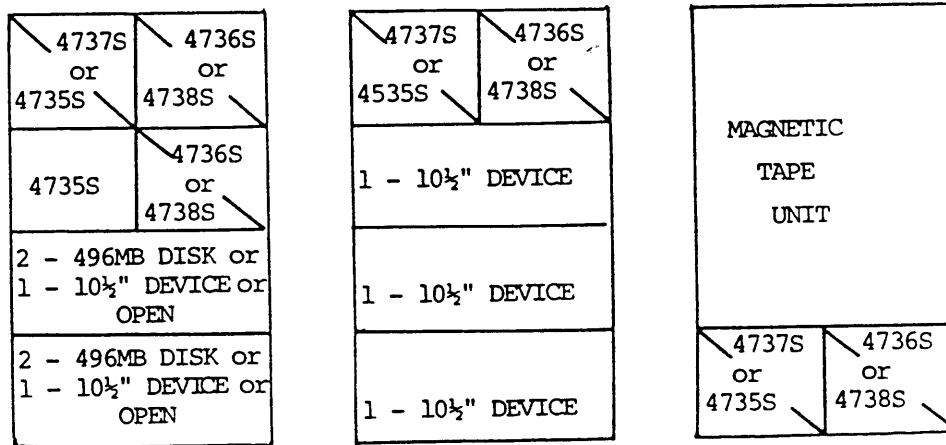 4737S
or
4735S
4736S
or
4738S
4735S
4736S
or
4738S
2 - 496MB DISK or
1 - 10½" DEVICE or
OPEN
2 - 496MB DISK or
1 - 10½" DEVICE or
OPEN
4737S
or
4535S
4736S
or
4738S
1 - 10½" DEVICE
1 - 10½" DEVICE
1 - 10½" DEVICE
MAGNETIC
TAPE
UNIT
4737S
or
4735S
4736S
or
4738S